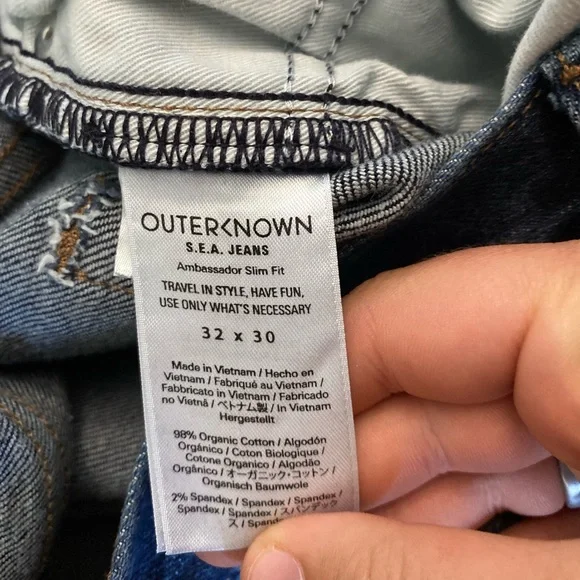 OUTERKNOWN
S.E.A. JEANS
Ambassador Slim Fit
TRAVEL IN STYLE, HAVE FUN,
USE ONLY WHAT'S NECESSARY
32 x 30
Made in Vietnam / Hecho en
Vietnam / Fabriqué au Vietnam /
Fabbricato in Vietnam / Fabricado
no Vietnã / ベトナム製 / in Vietnam
Hergestellt
98% Organic Cotton / Algodón
Orgánico / Coton Biologique /
Cotone Organico / Algodão
Orgânico / オーガニック・コットン /
Organisch Baumwole
2% Spandex / Spandex / Spandex /
Spandex / Spandex / スパンデック
ス /